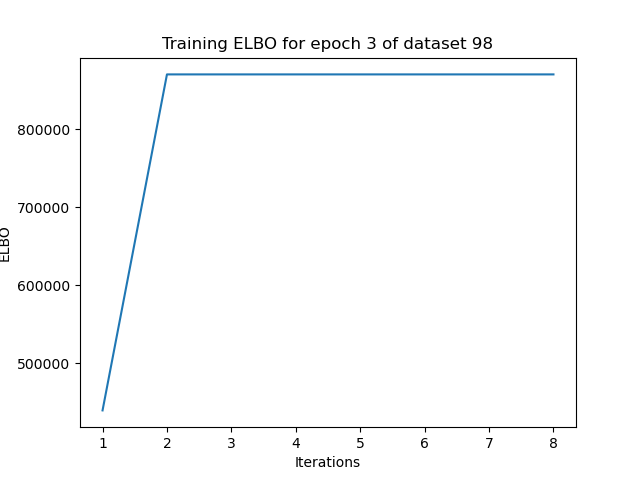 Training ELBO for epoch 3 of dataset 98
800000
700000
600000
500000
ELBO
1 2 3 4 5 6 7 8
Iterations